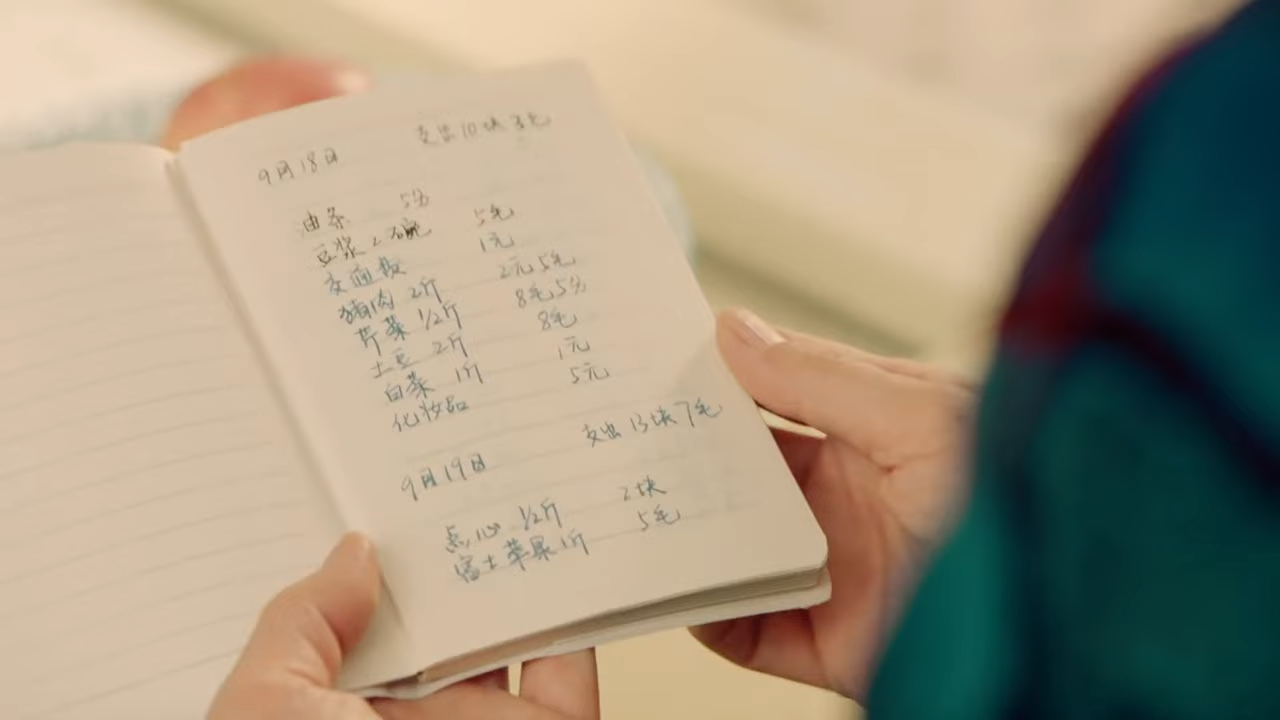 支出10块3毛
9月18日
油条 5分
豆浆2碗 5毛
交通费 1元
猪肉 2斤 2元5毛
芹菜 1/2斤 8毛5分
土豆 2斤 8毛
白菜 1斤 1元
化妆品 5元
支出13块7毛
9月19日
点心 1/2斤 2块
富士苹果1斤 5毛